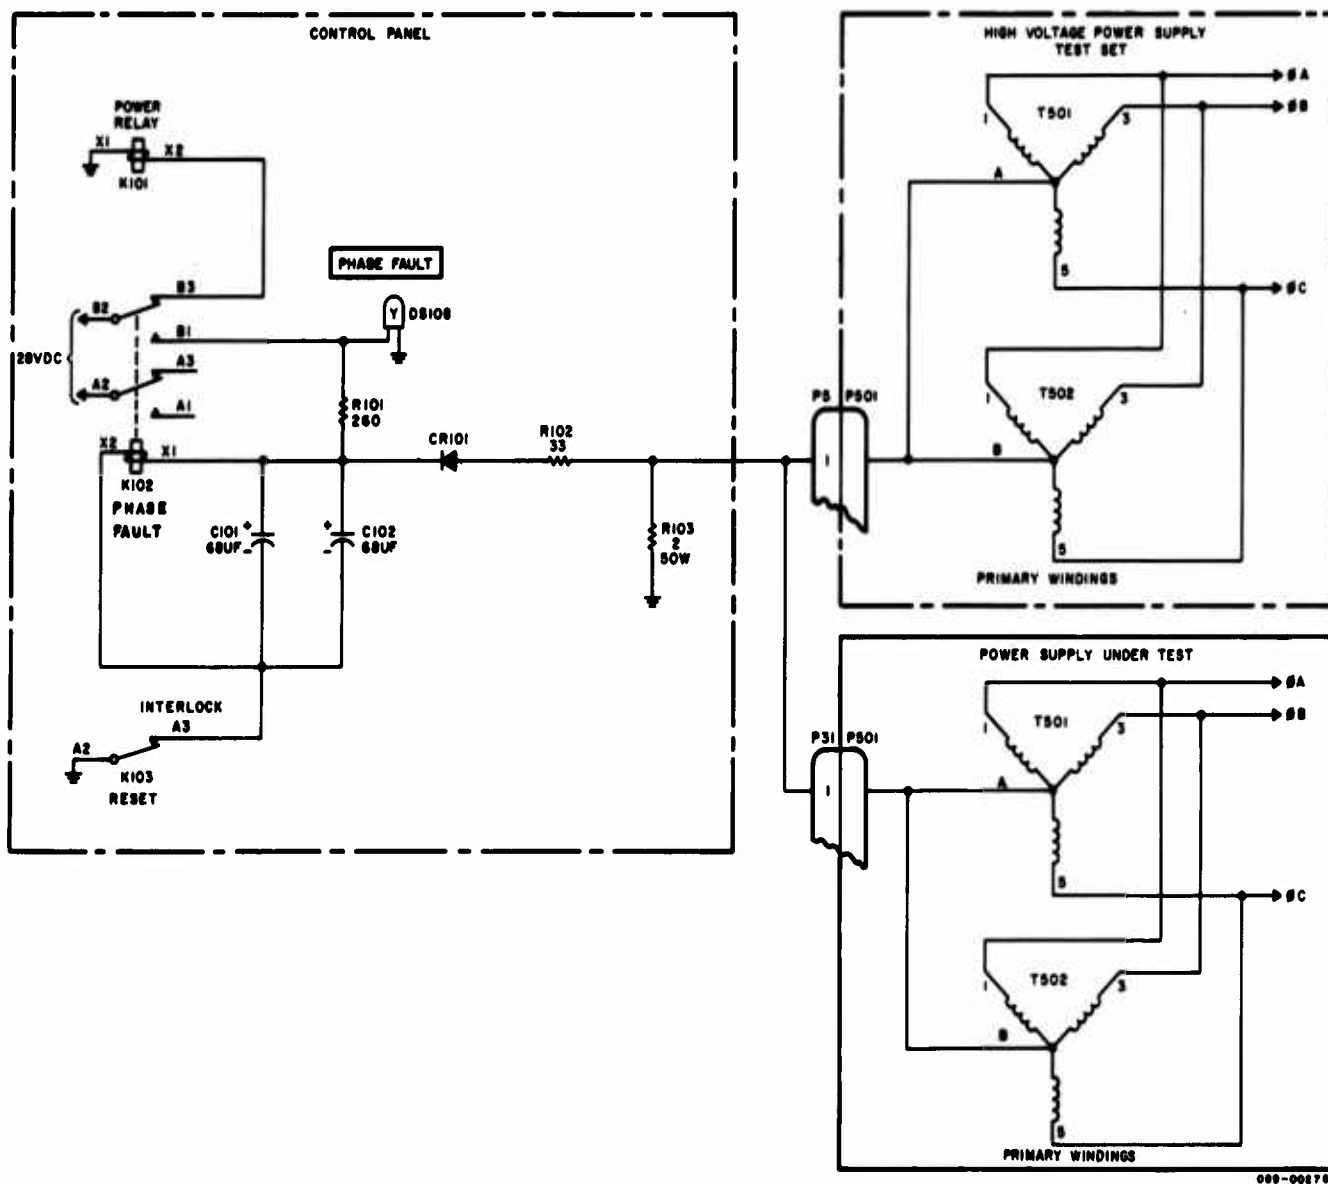 CONTROL PANEL
POWER
RELAY
X1
X2
K101
PHASE FAULT
B3
B2
DS108
Y
B1
28VDC
A3
A2
A1
R101
260
X2
X1
K102
PHASE
FAULT
CR101
R102
33
C101
68UF
+
-
C102
68UF
+
-
R103
2
50W
INTERLOCK
A3
A2
K103
RESET
HIGH VOLTAGE POWER SUPPLY
TEST SET
ØA
ØB
T501
1
3
A
5
ØC
T502
1
3
P5
P501
1
B
5
PRIMARY WINDINGS
POWER SUPPLY UNDER TEST
ØA
ØB
T501
1
3
P31
P501
1
A
5
ØC
T502
1
3
B
5
PRIMARY WINDINGS